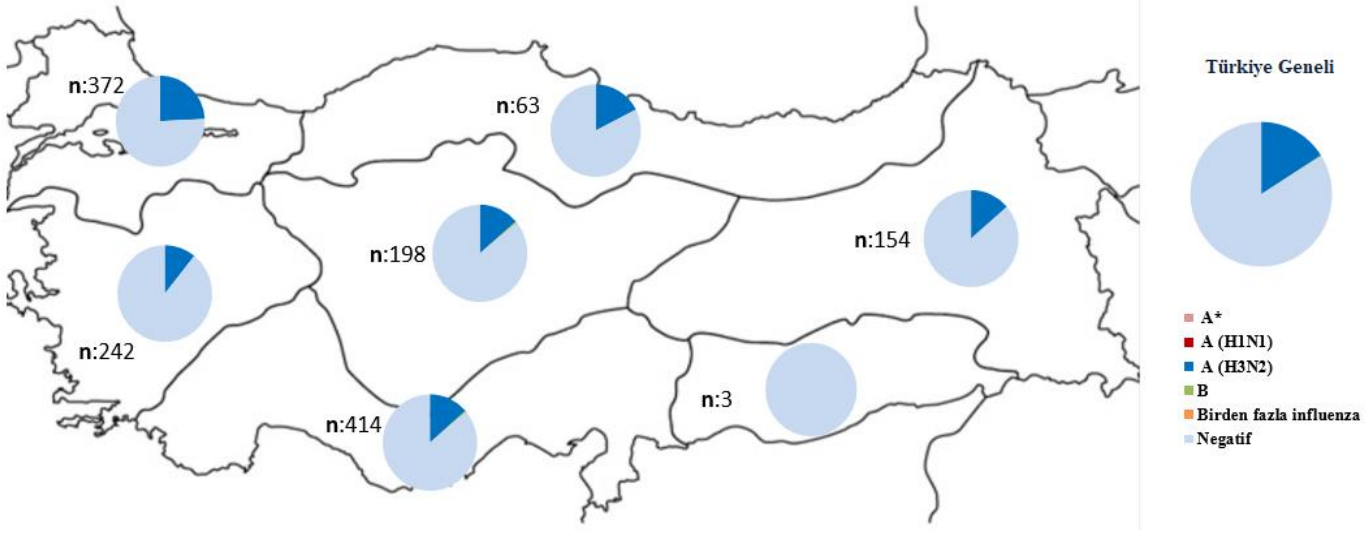 n:372
n:63
n:198
n:154
n:242
n:414
n:3
Türkiye Geneli
A*
A (H1N1)
A (H3N2)
B
Birden fazla influenza
Negatif